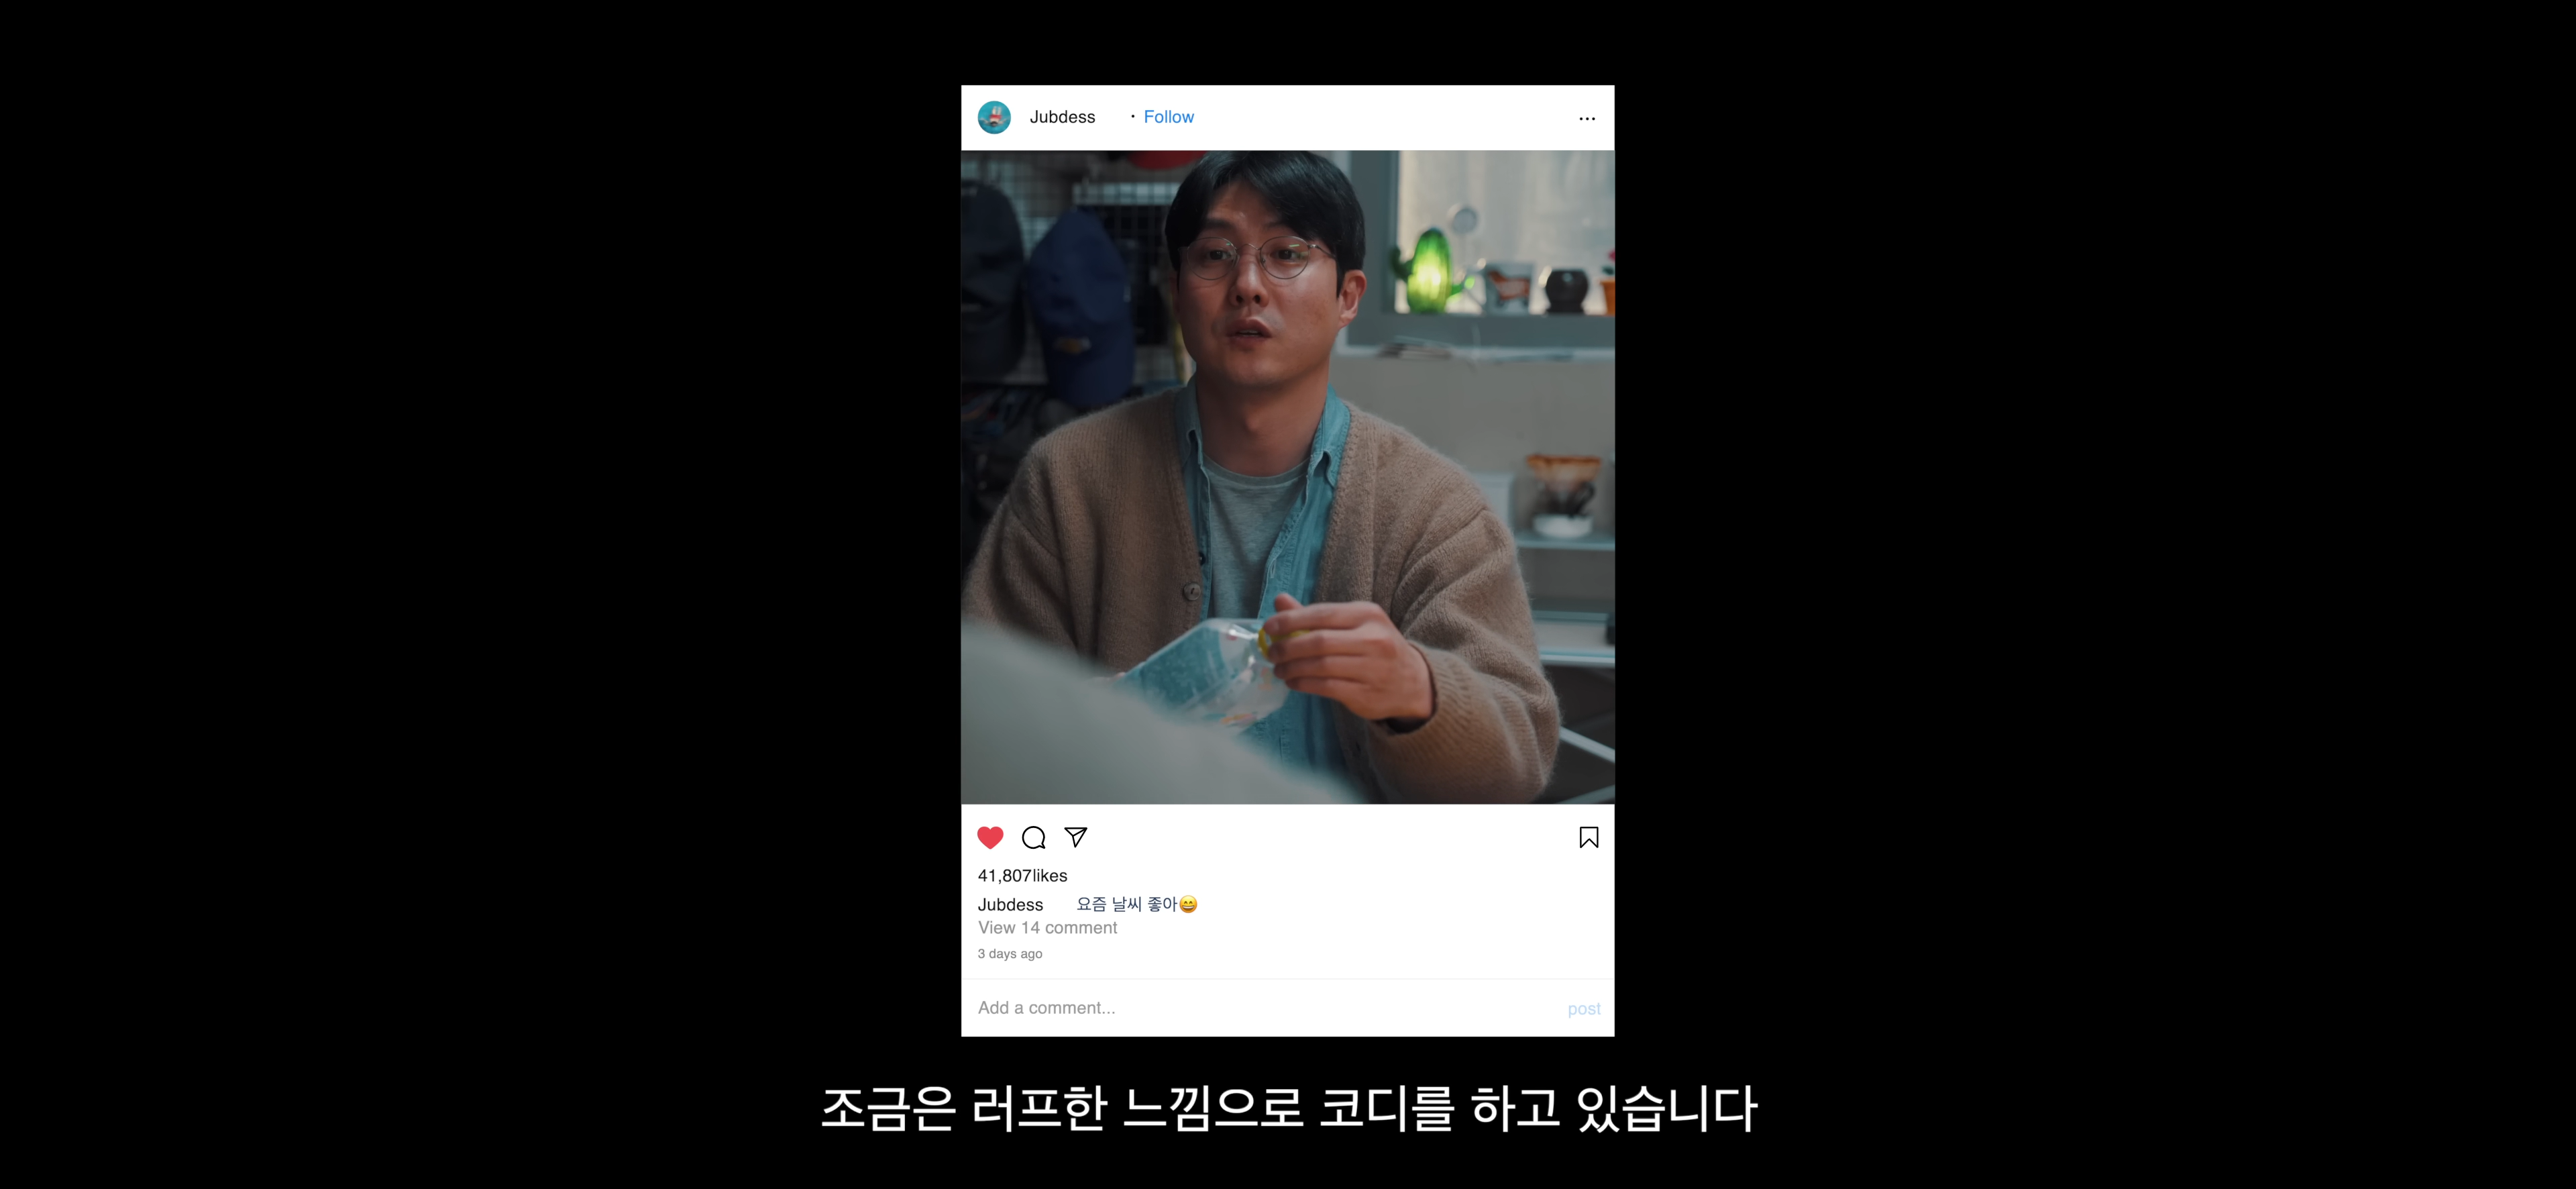 Jubdess · Follow
41,807likes
Jubdess 요즘 날씨 좋아😄
View 14 comment
3 days ago
Add a comment... post
조금은 러프한 느낌으로 코디를 하고 있습니다